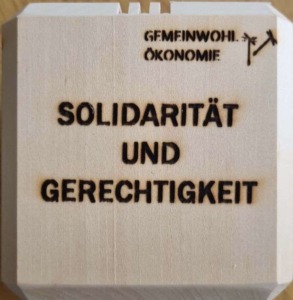 GEMEINWOHL
ÖKONOMIE
SOLIDARITÄT
UND
GERECHTIGKEIT